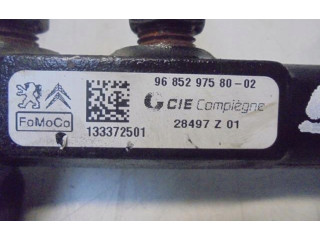 96 852 975 80-02
CIE Compiègne
FoMoCo
133372501
28497 Z 01